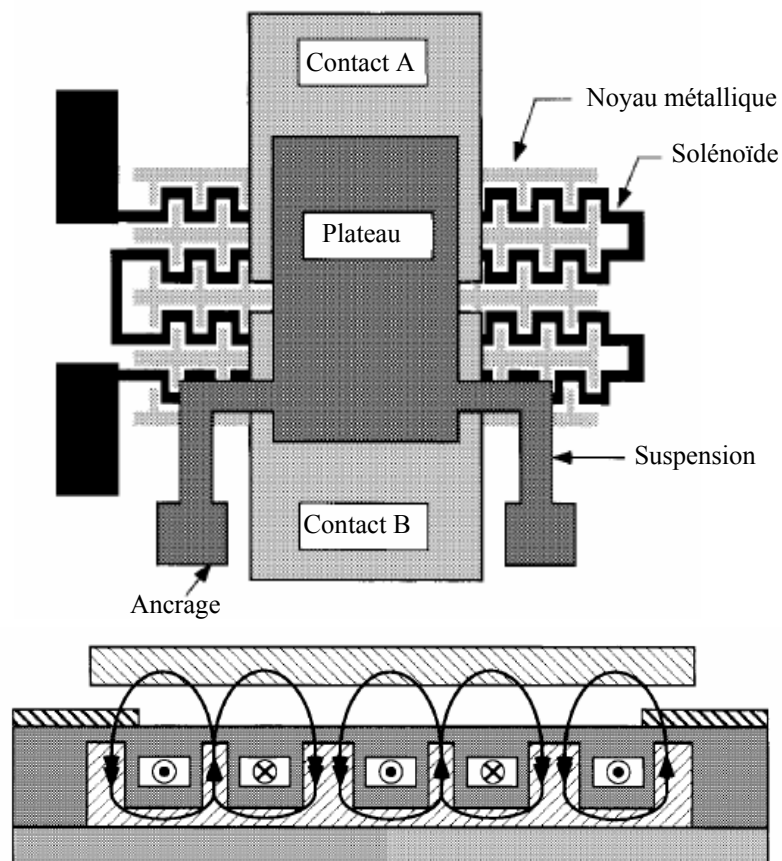 Contact A
Noyau métallique
Solénoïde
Plateau
Suspension
Contact B
Ancrage